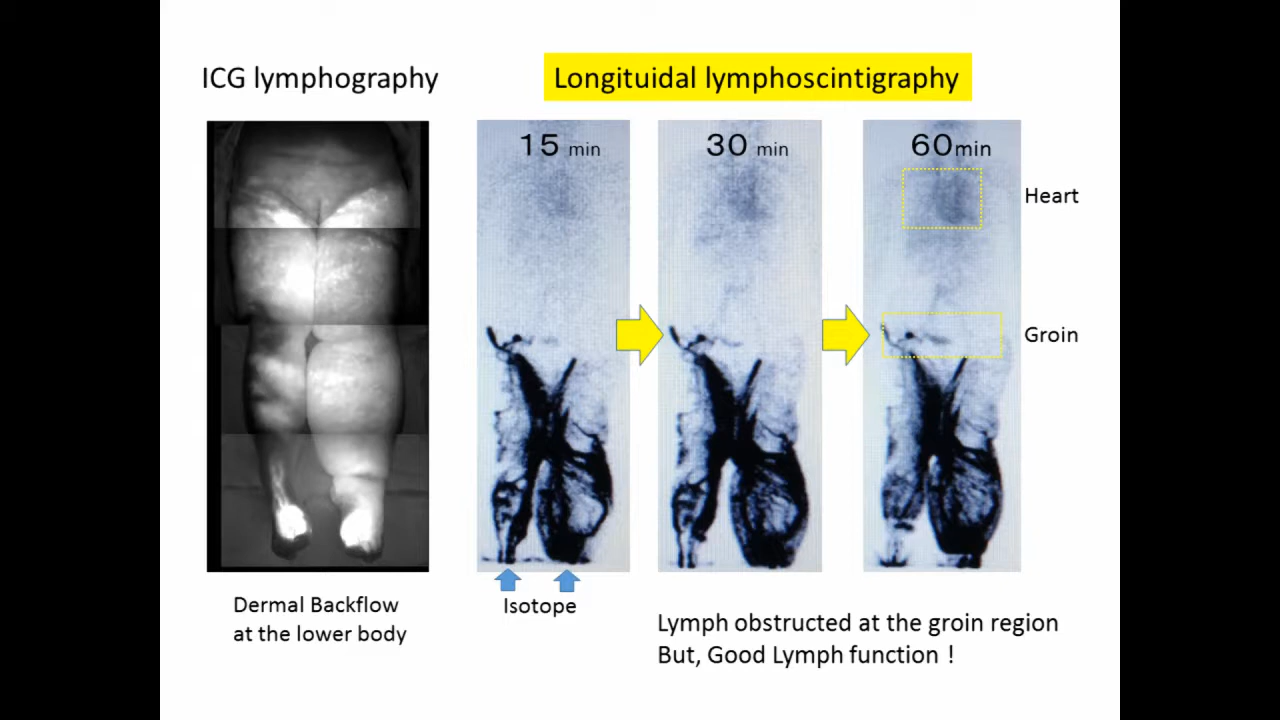 ICG lymphography
Longituidal lymphoscintigraphy
15 min
30 min
60min
Heart
Groin
Isotope
Dermal Backflow
at the lower body
Lymph obstructed at the groin region
But, Good Lymph function !